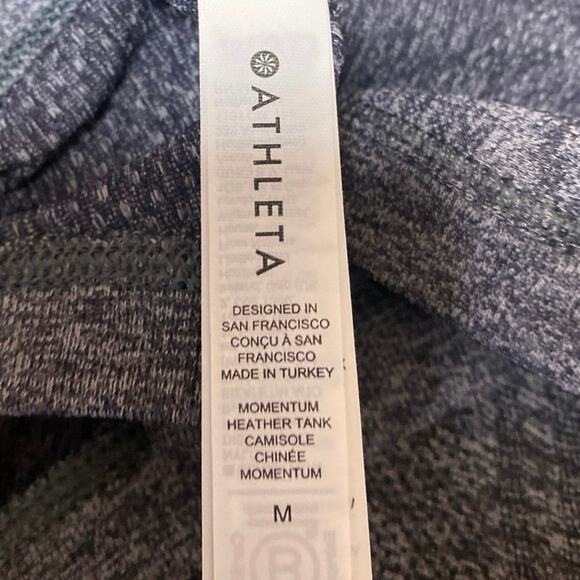 ATHLETA
DESIGNED IN
SAN FRANCISCO
CONÇU À SAN
FRANCISCO
MADE IN TURKEY
MOMENTUM
HEATHER TANK
CAMISOLE
CHINÉE
MOMENTUM
M